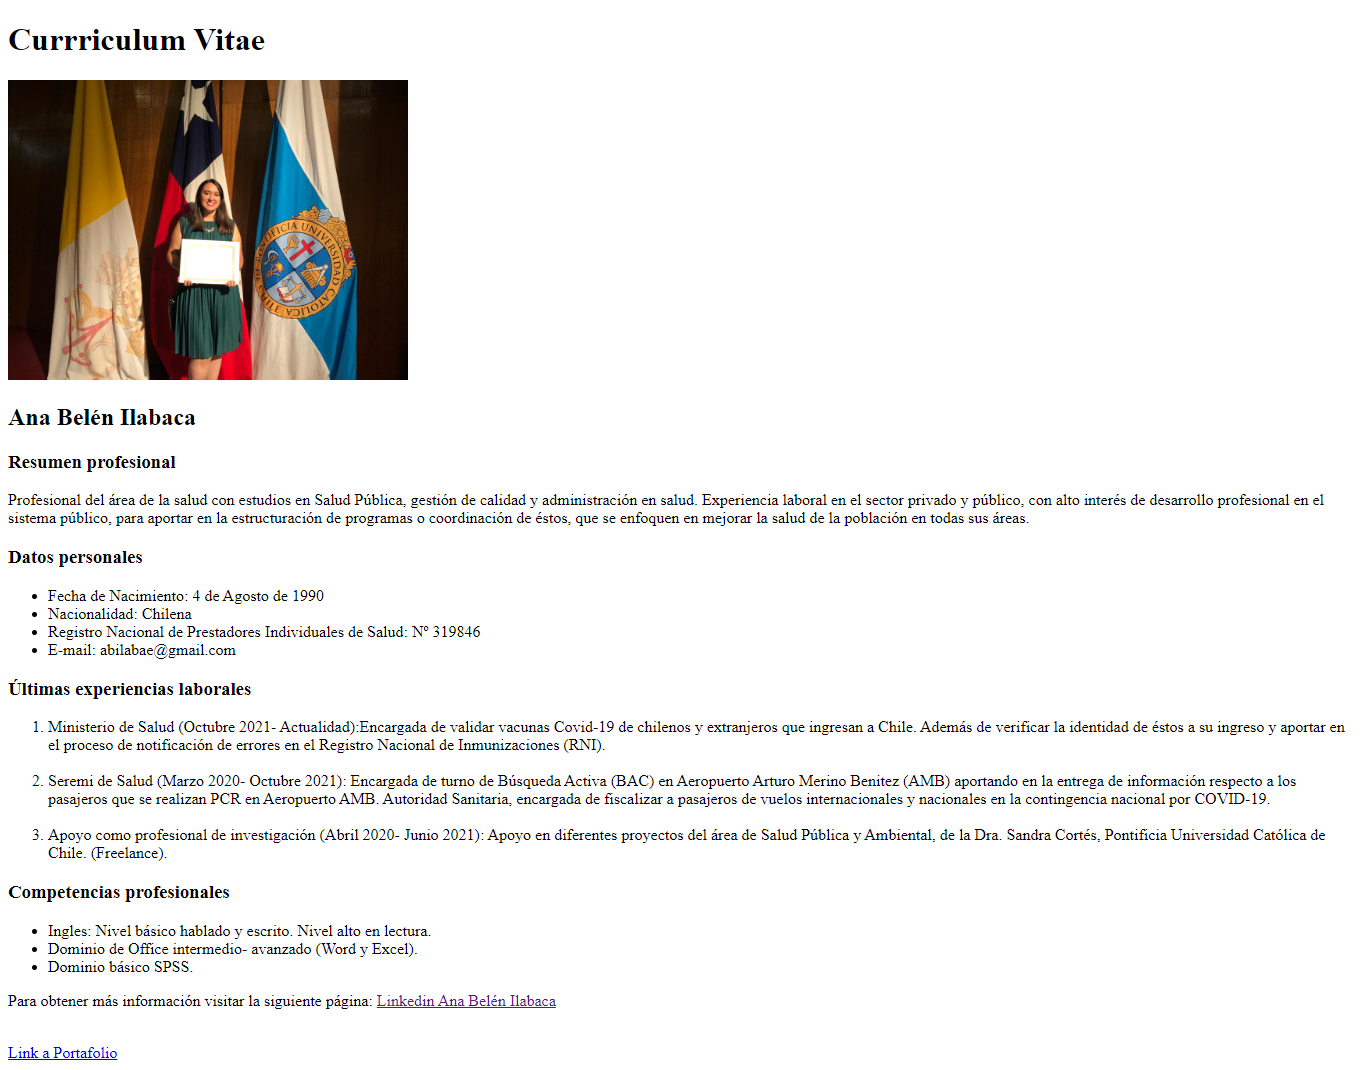 Currriculum Vitae
PONTIFICIA UNIVERSIDAD CATOLICA DE CHILE
Ana Belén Ilabaca
Resumen profesional
Profesional del área de la salud con estudios en Salud Pública, gestión de calidad y administración en salud. Experiencia laboral en el sector privado y público, con alto interés de desarrollo profesional en el
sistema público, para aportar en la estructuración de programas o coordinación de éstos, que se enfoquen en mejorar la salud de la población en todas sus áreas.
Datos personales
• Fecha de Nacimiento: 4 de Agosto de 1990
• Nacionalidad: Chilena
• Registro Nacional de Prestadores Individuales de Salud: Nº 319846
• E-mail: abilabae@gmail.com
Últimas experiencias laborales
1. Ministerio de Salud (Octubre 2021- Actualidad):Encargada de validar vacunas Covid-19 de chilenos y extranjeros que ingresan a Chile. Además de verificar la identidad de éstos a su ingreso y aportar en
el proceso de notificación de errores en el Registro Nacional de Inmunizaciones (RNI).
2. Seremi de Salud (Marzo 2020- Octubre 2021): Encargada de turno de Búsqueda Activa (BAC) en Aeropuerto Arturo Merino Benitez (AMB) aportando en la entrega de información respecto a los
pasajeros que se realizan PCR en Aeropuerto AMB. Autoridad Sanitaria, encargada de fiscalizar a pasajeros de vuelos internacionales y nacionales en la contingencia nacional por COVID-19.
3. Apoyo como profesional de investigación (Abril 2020- Junio 2021): Apoyo en diferentes proyectos del área de Salud Pública y Ambiental, de la Dra. Sandra Cortés, Pontificia Universidad Católica de
Chile. (Freelance).
Competencias profesionales
• Ingles: Nivel básico hablado y escrito. Nivel alto en lectura.
• Dominio de Office intermedio- avanzado (Word y Excel).
• Dominio básico SPSS.
Para obtener más información visitar la siguiente página: Linkedin Ana Belén Ilabaca
Link a Portafolio